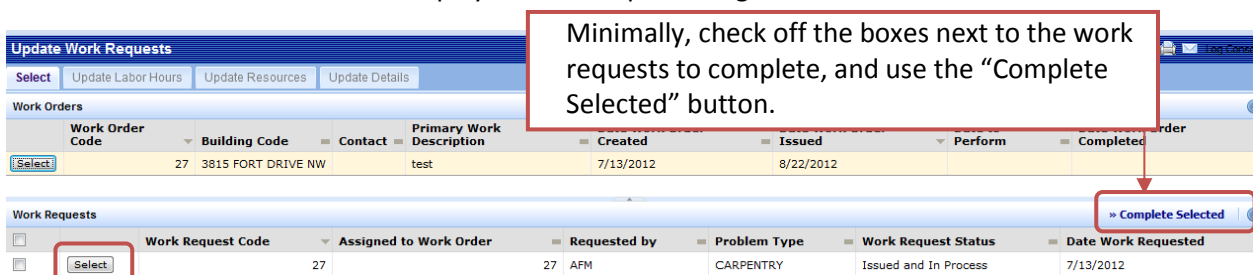 Minimally, check off the boxes next to the work
requests to complete, and use the “Complete
Selected” button.
Update Work Requests
Select Update Labor Hours Update Resources Update Details
Work Orders
Work Order Code Building Code Contact Primary Work Description Created Issued Perform Completed
Select 27 3815 FORT DRIVE NW test 7/13/2012 8/22/2012
Work Requests » Complete Selected
Work Request Code Assigned to Work Order Requested by Problem Type Work Request Status Date Work Requested
Select 27 27 AFM CARPENTRY Issued and In Process 7/13/2012